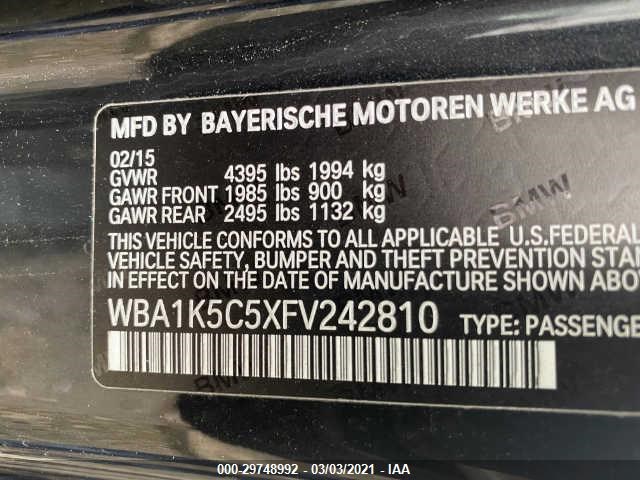 MFD BY BAYERISCHE MOTOREN WERKE AG
02/15
GVWR 4395 lbs 1994 kg
GAWR FRONT 1985 lbs 900 kg
GAWR REAR 2495 lbs 1132 kg
THIS VEHICLE CONFORMS TO ALL APPLICABLE U.S.FEDERAL
VEHICLE SAFETY, BUMPER AND THEFT PREVENTION STAN
IN EFFECT ON THE DATE OF MANUFACTURE SHOWN ABO
WBA1K5C5XFV242810 TYPE: PASSENGE
BMW
000-29748992 - 03/03/2021 - IAA